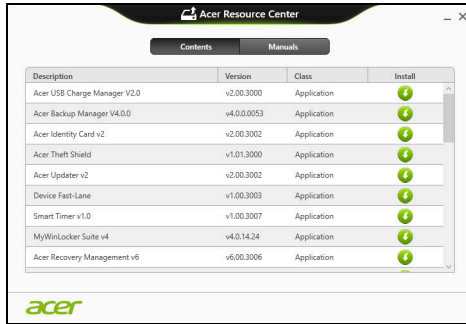 Acer Resource Center
Contents Manuals
Description Version Class Install
Acer USB Charge Manager V2.0 v2.00.3000 Application
Acer Backup Manager V4.0.0 v4.0.0.0053 Application
Acer Identity Card v2 v2.00.3002 Application
Acer Theft Shield v1.01.3000 Application
Acer Updater v2 v2.00.3002 Application
Device Fast-Lane v1.00.3003 Application
Smart Timer v1.0 v1.00.3007 Application
MyWinLocker Suite v4 v4.0.14.24 Application
Acer Recovery Management v6 v6.00.3006 Application
acer